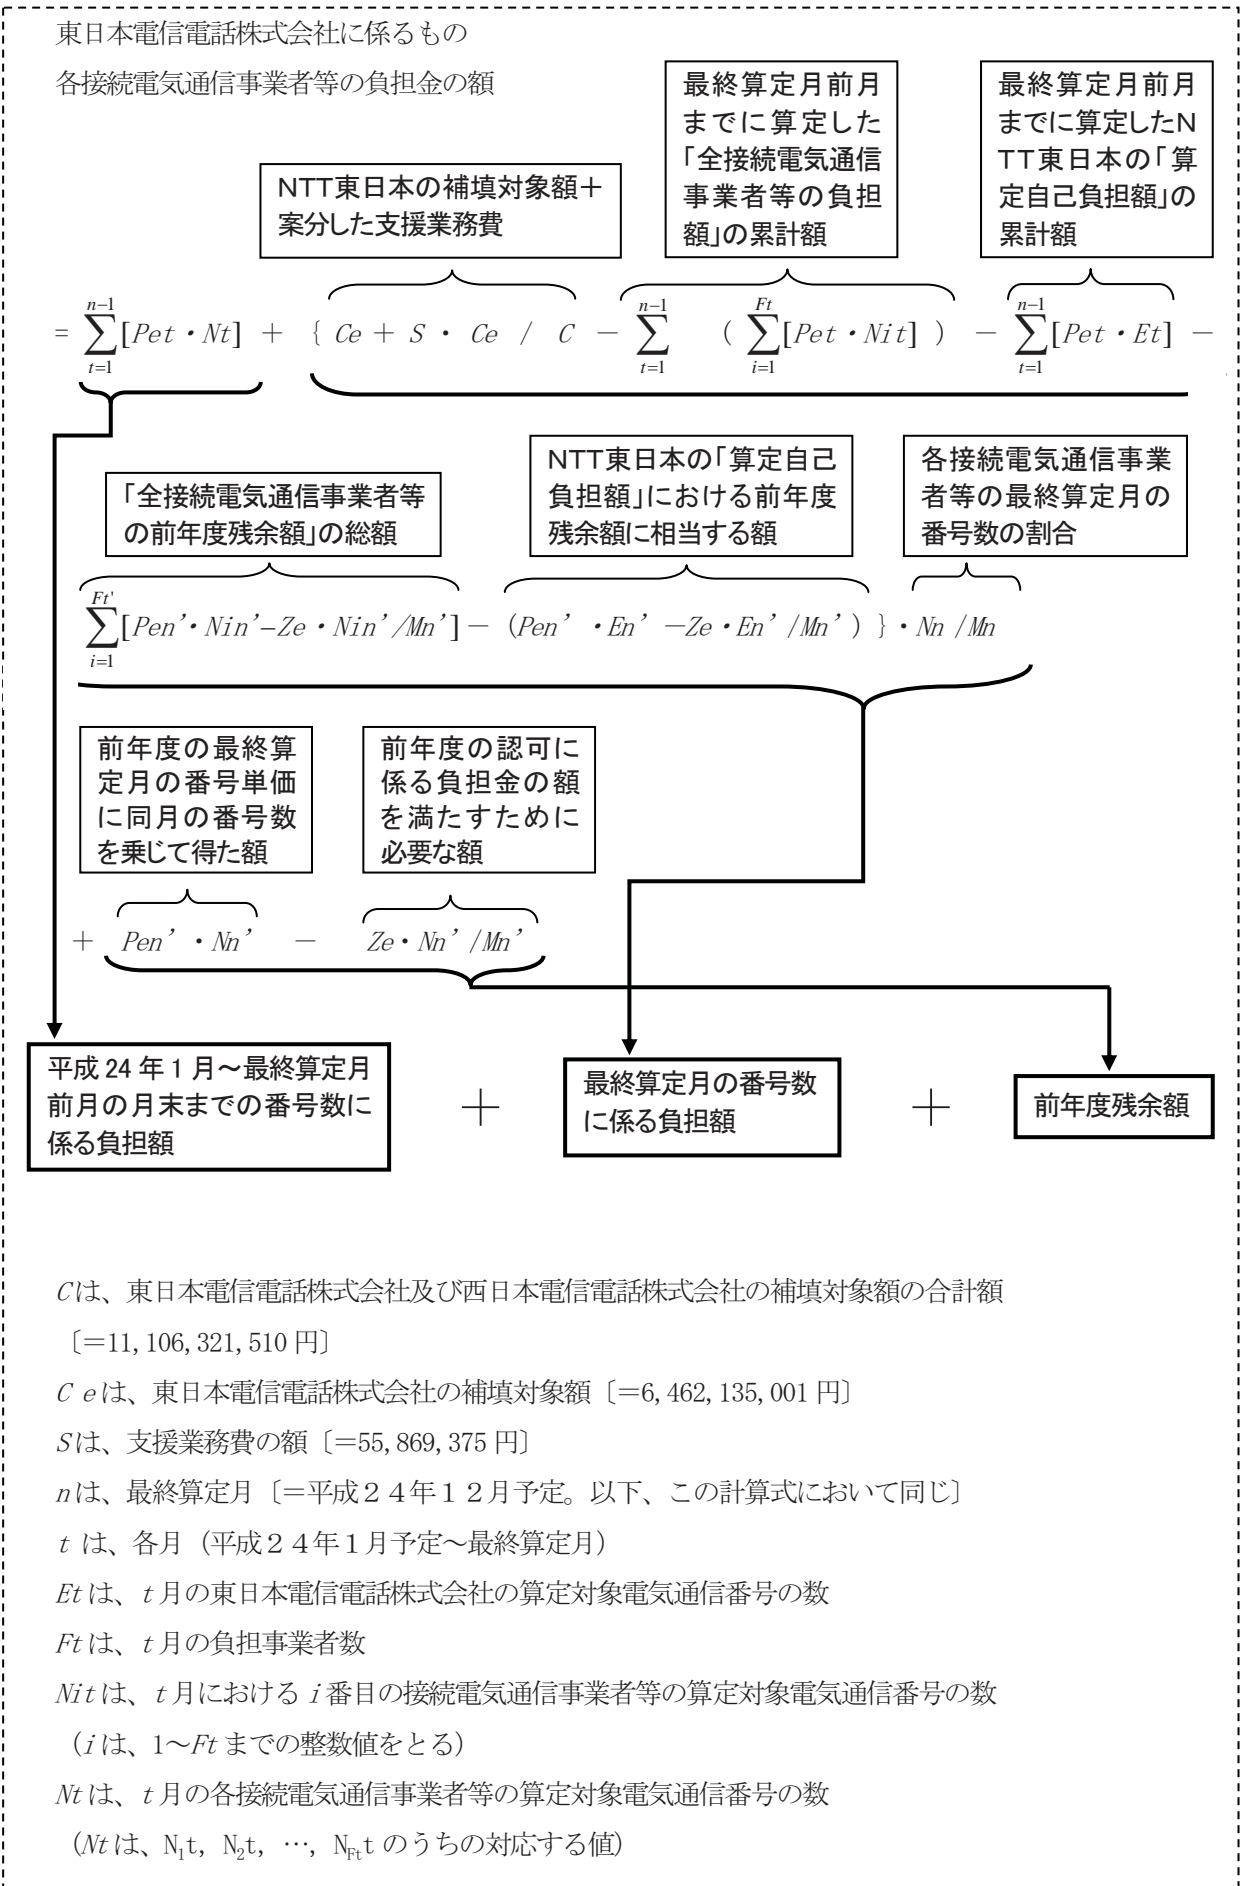 東日本電信電話株式会社に係るもの
各接続電気通信事業者等の負担金の額
NTT東日本の補填対象額＋
案分した支援業務費
最終算定月前月
までに算定した
「全接続電気通信
事業者等の負担
額」の累計額
最終算定月前月
までに算定したN
TT東日本の「算
定自己負担額」の
累計額
= \sum_{t=1}^{n-1}[Pet・Nt] ＋ { Ce + S ・ Ce / C − \sum_{t=1}^{n-1} ( \sum_{i=1}^{Ft}[Pet・Nit] ) − \sum_{t=1}^{n-1}[Pet・Et] −
「全接続電気通信事業者等
の前年度残余額」の総額
NTT東日本の「算定自己
負担額」における前年度
残余額に相当する額
各接続電気通信事業
者等の最終算定月の
番号数の割合
\sum_{i=1}^{Ft'}[Pen’・Nin’−Ze・Nin’/Mn’]− (Pen’・En’−Ze・En’/Mn’) }・Nn /Mn
前年度の最終算
定月の番号単価
に同月の番号数
を乗じて得た額
前年度の認可に
係る負担金の額
を満たすために
必要な額
＋ Pen’・Nn’ − Ze・Nn’/Mn’
平成 24 年 1 月～最終算定月
前月の月末までの番号数に
係る負担額
＋
最終算定月の番号数
に係る負担額
＋
前年度残余額
Cは、東日本電信電話株式会社及び西日本電信電話株式会社の補填対象額の合計額
〔＝11,106,321,510 円〕
C eは、東日本電信電話株式会社の補填対象額〔＝6,462,135,001 円〕
Sは、支援業務費の額〔＝55,869,375 円〕
nは、最終算定月〔＝平成２４年１２月予定。以下、この計算式において同じ〕
t は、各月（平成２４年１月予定～最終算定月）
Etは、t月の東日本電信電話株式会社の算定対象電気通信番号の数
Ftは、t月の負担事業者数
Nitは、t月における i番目の接続電気通信事業者等の算定対象電気通信番号の数
（iは、1～Ftまでの整数値をとる）
Ntは、t月の各接続電気通信事業者等の算定対象電気通信番号の数
（Ntは、N₁t, N₂t, …, N_{Ft}t のうちの対応する値）